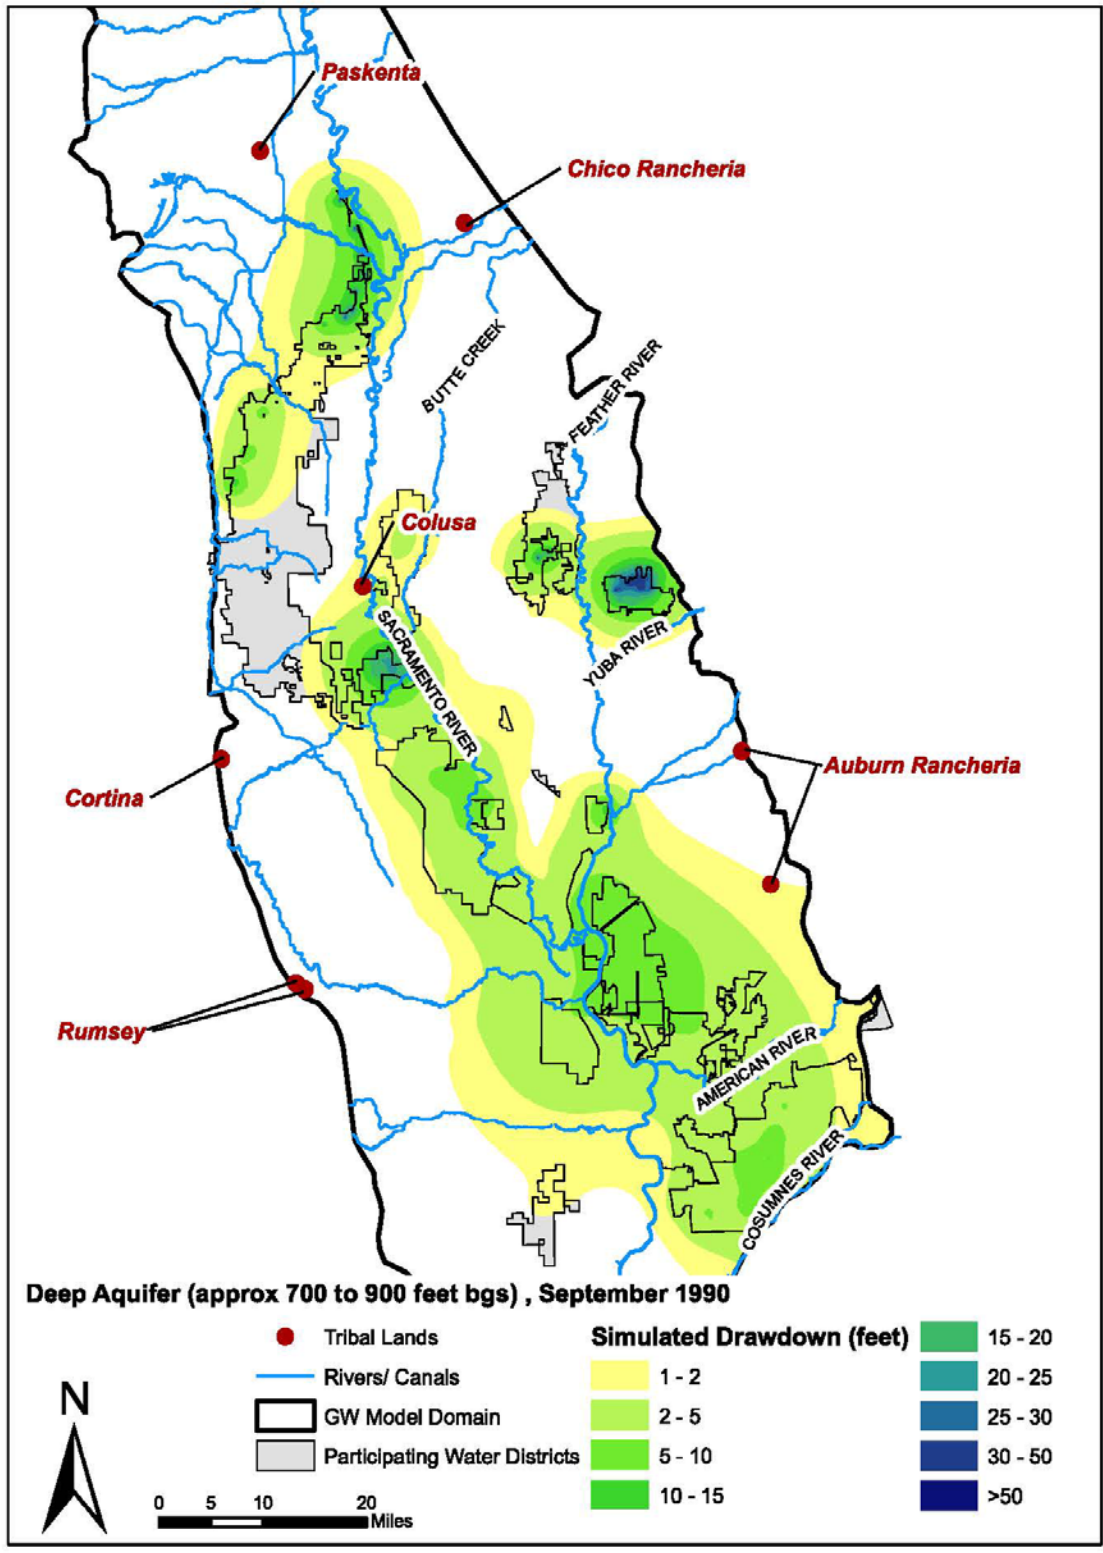 Paskenta
Chico Rancheria
BUTTE CREEK
FEATHER RIVER
Colusa
SACRAMENTO RIVER
YUBA RIVER
Auburn Rancheria
Cortina
Rumsey
AMERICAN RIVER
COSUMNES RIVER
Deep Aquifer (approx 700 to 900 feet bgs) , September 1990
Tribal Lands
Rivers/ Canals
GW Model Domain
Participating Water Districts
Simulated Drawdown (feet)
1 - 2
2 - 5
5 - 10
10 - 15
15 - 20
20 - 25
25 - 30
30 - 50
>50
N
0 5 10 20
Miles